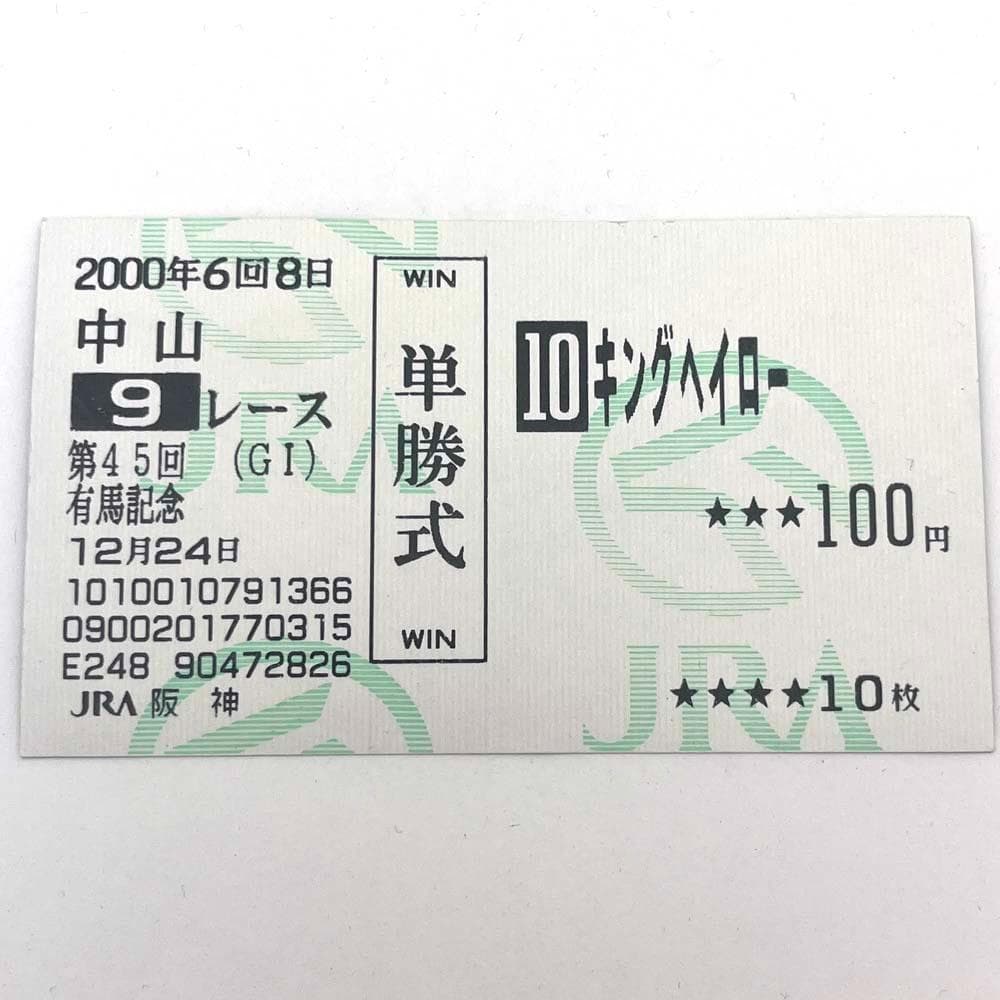 2000年6回8日
中山
9レース
第45回 (GI)
有馬記念
12月24日
1010010791366
0900201770315
E248 90472826
JRA 阪神
WIN
単勝式
WIN
10 キングヘイロー
★★★100円
★★★★10枚
JRA
JRA